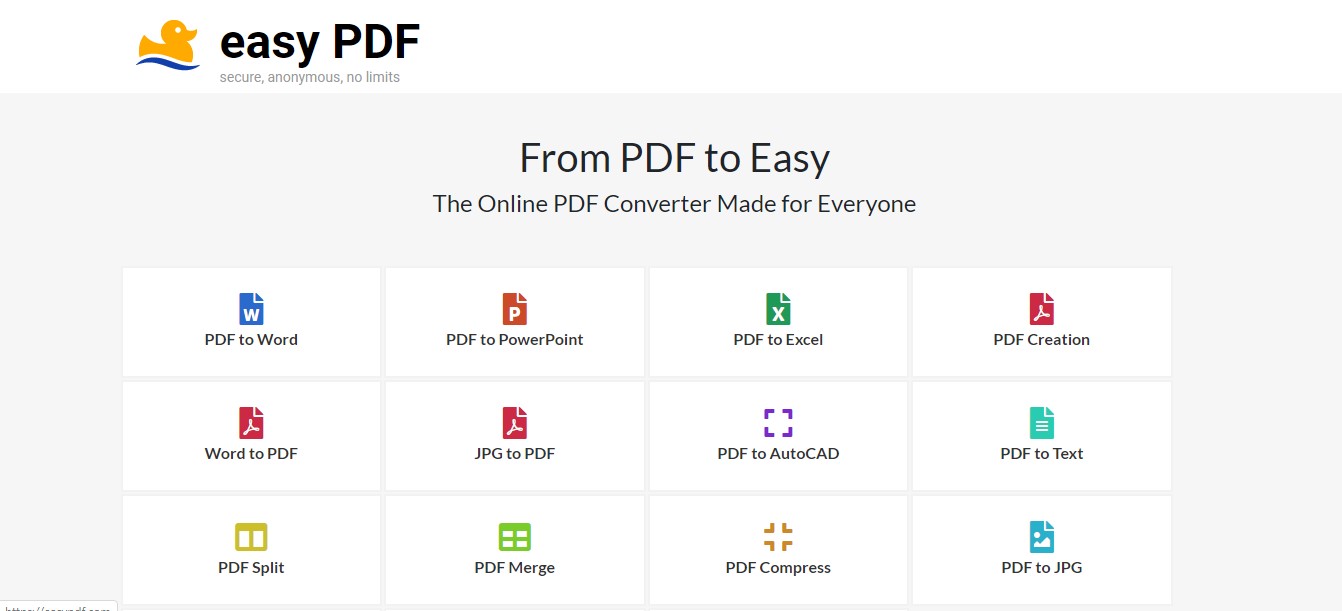 easy PDF
secure, anonymous, no limits
From PDF to Easy
The Online PDF Converter Made for Everyone
W
PDF to Word
P
PDF to PowerPoint
X
PDF to Excel
PDF Creation
Word to PDF
JPG to PDF
PDF to AutoCAD
PDF to Text
PDF Split
PDF Merge
PDF Compress
PDF to JPG